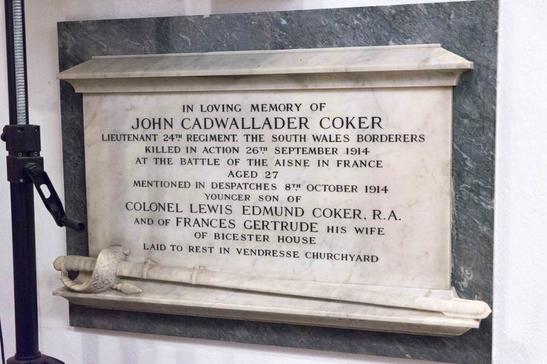 IN LOVING MEMORY OF
JOHN CADWALLADER COKER
LIEUTENANT 24TH REGIMENT, THE SOUTH WALES BORDERERS
KILLED IN ACTION 26TH SEPTEMBER 1914
AT THE BATTLE OF THE AISNE IN FRANCE
AGED 27
MENTIONED IN DESPATCHES 8TH OCTOBER 1914
YOUNGER SON OF
COLONEL LEWIS EDMUND COKER, R.A.
AND OF FRANCES GERTRUDE HIS WIFE
OF BICESTER HOUSE
LAID TO REST IN VENDRESSE CHURCHYARD